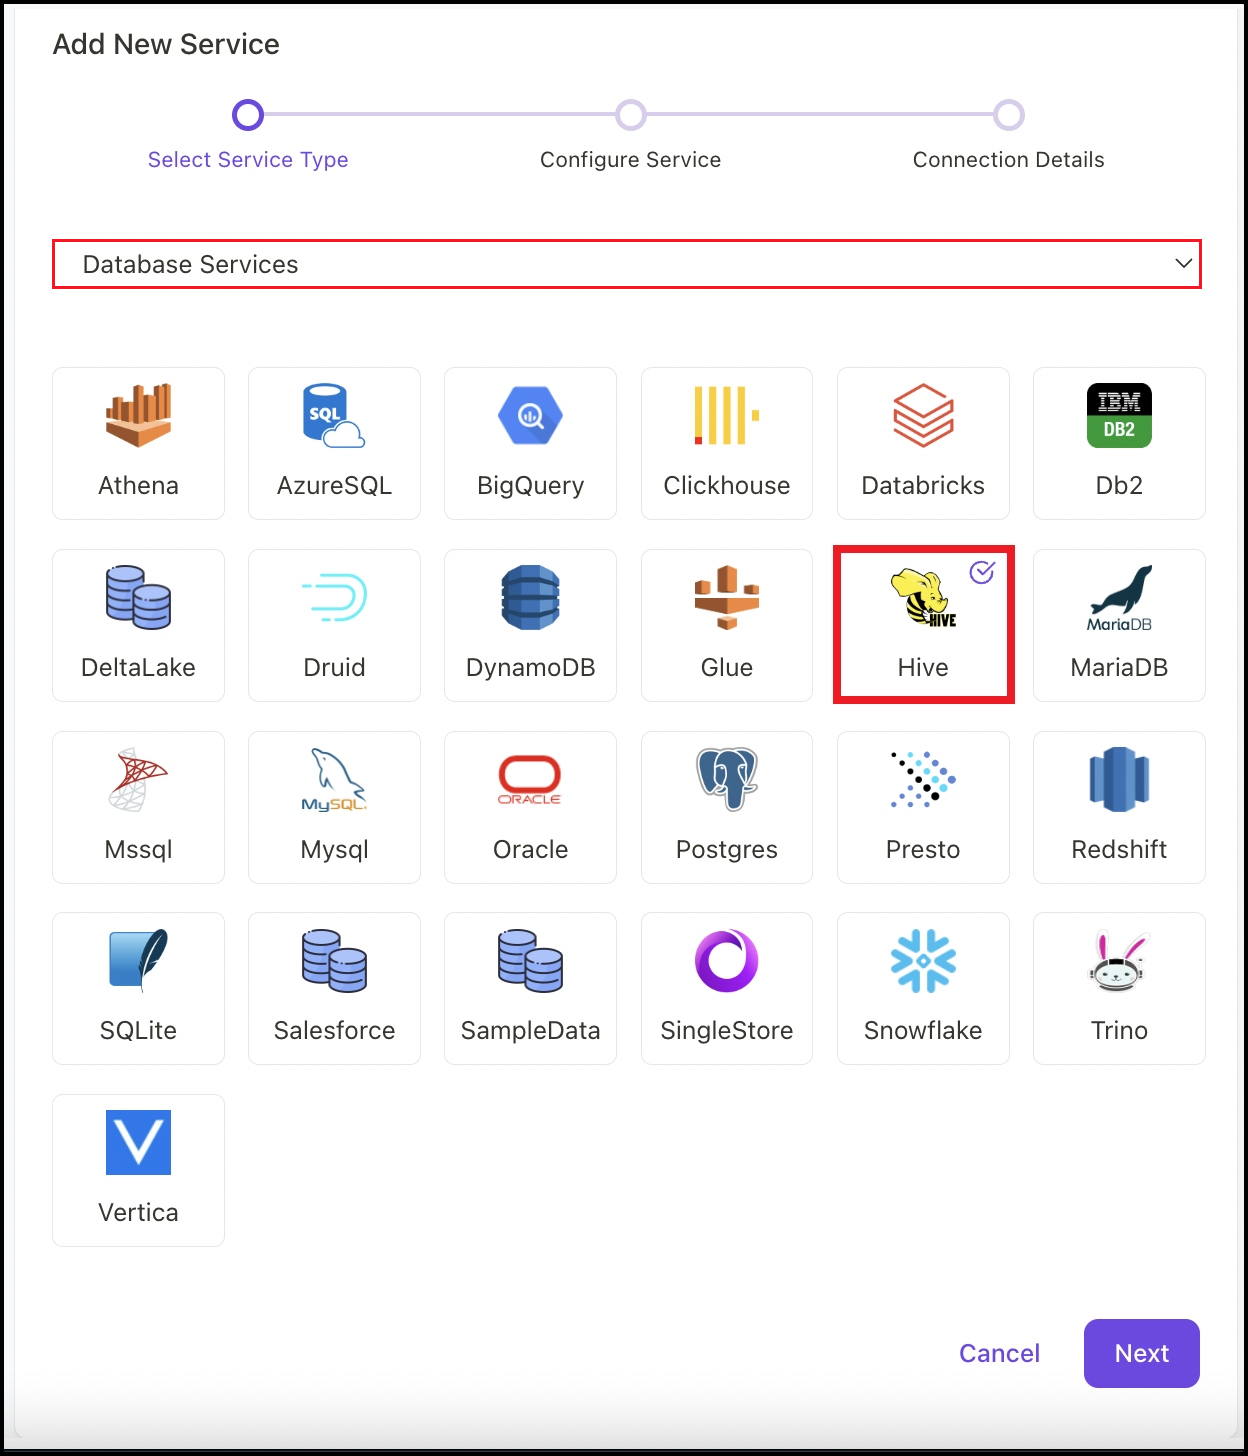 Add New Service
Select Service Type
Configure Service
Connection Details
Database Services
SQL
IBM
DB2
Athena
AzureSQL
BigQuery
Clickhouse
Databricks
Db2
HIVE
MariaDB
DeltaLake
Druid
DynamoDB
Glue
Hive
MariaDB
MySQL
ORACLE
Mssql
Mysql
Oracle
Postgres
Presto
Redshift
SQLite
Salesforce
SampleData
SingleStore
Snowflake
Trino
Vertica
Cancel
Next